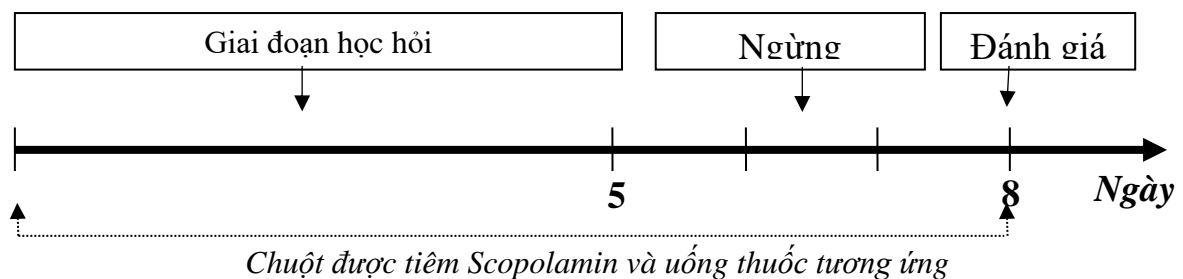 Giai đoạn học hỏi
Ngừng
Đánh giá
5
8
Ngày
Chuột được tiêm Scopolamin và uống thuốc tương ứng